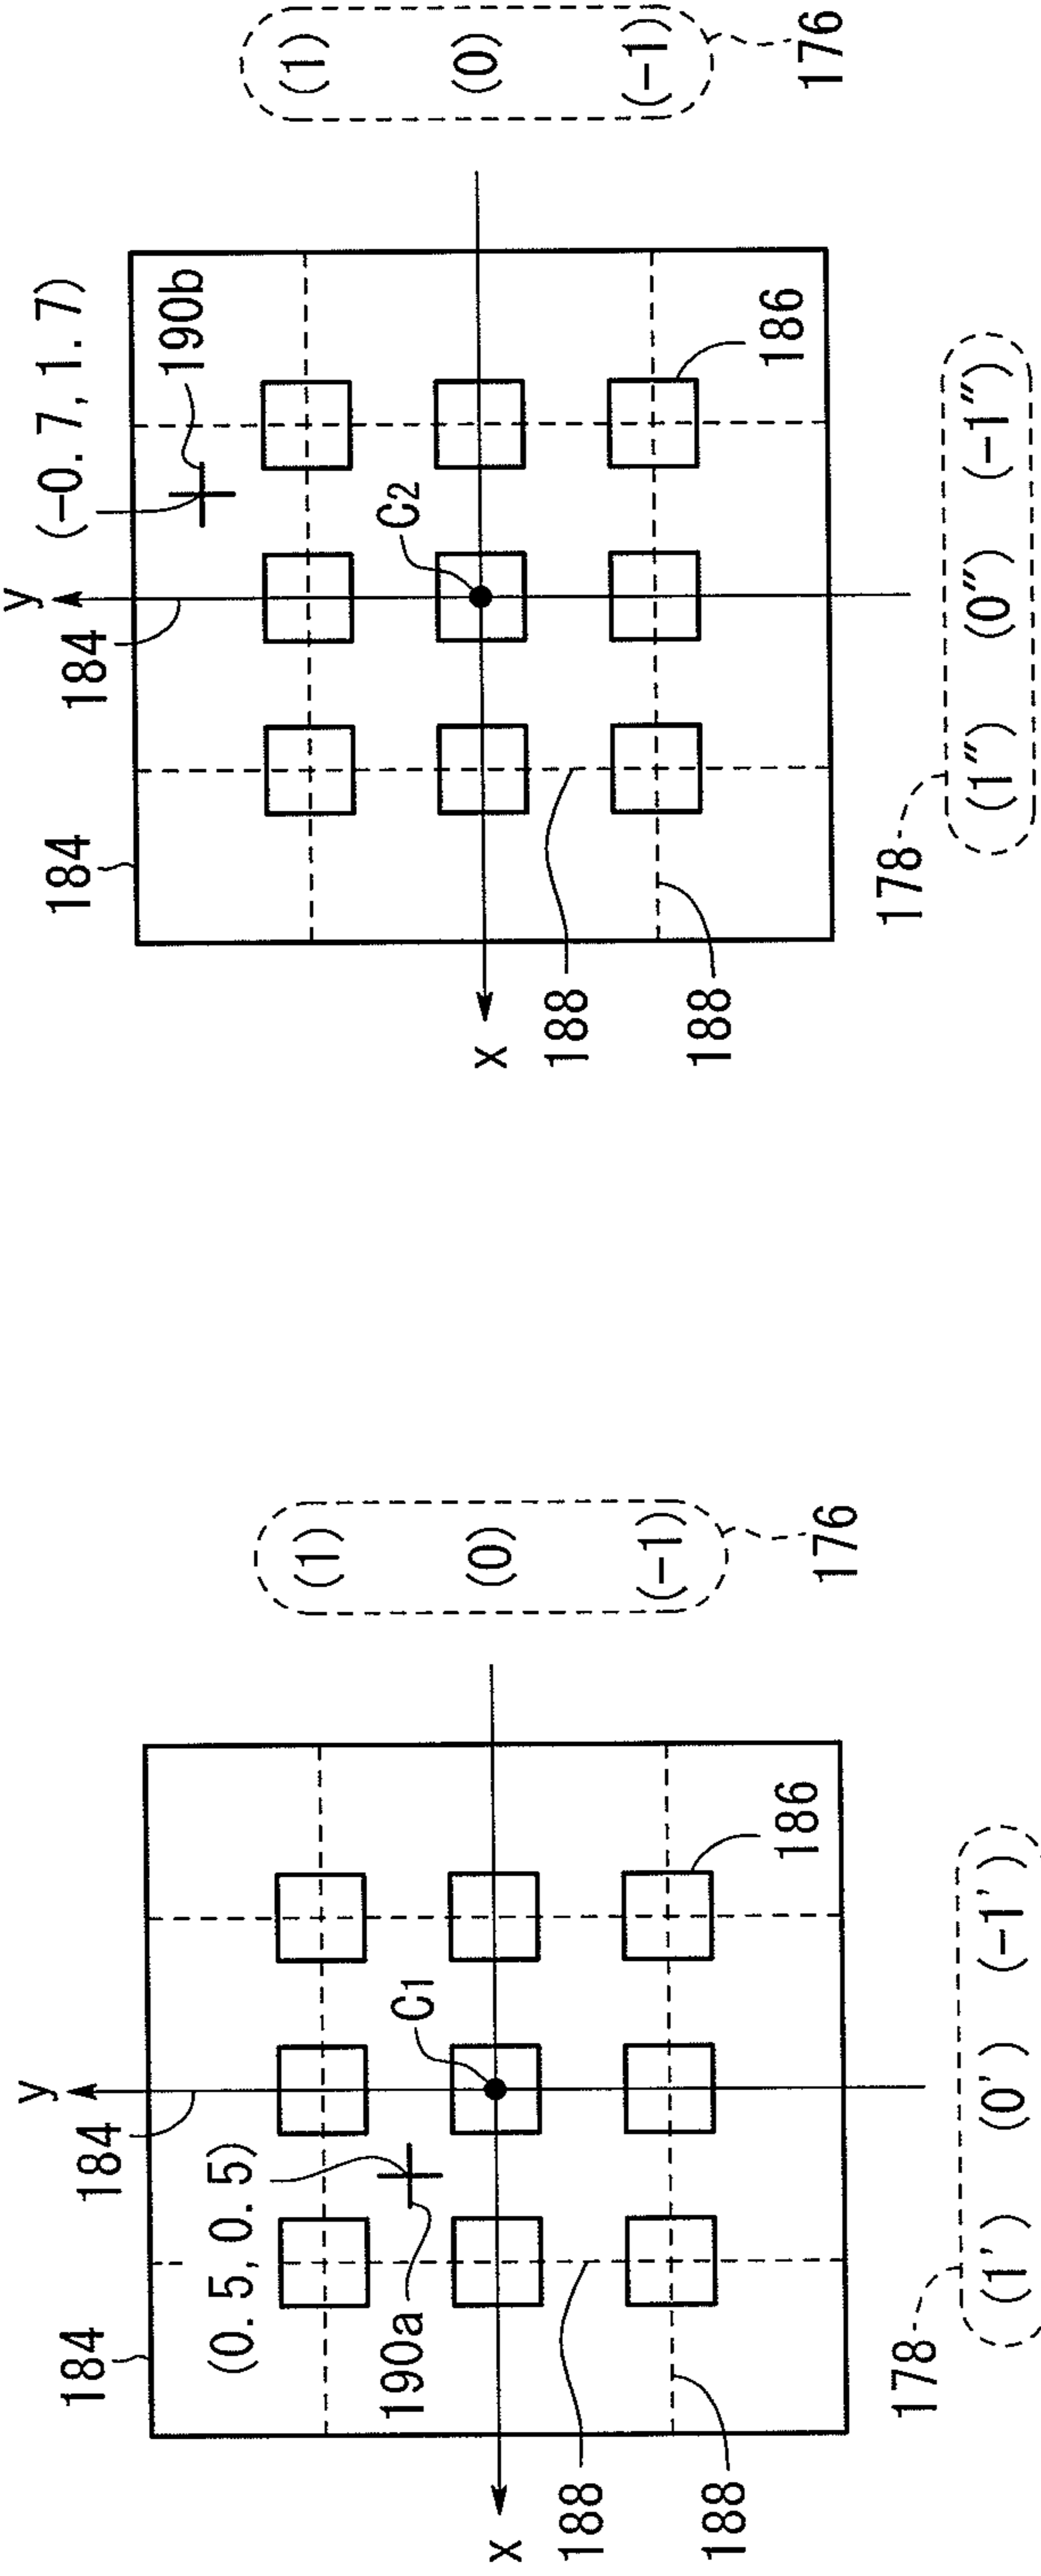 y
184
184
(0.5, 0.5)
190a
C1
(1)
(0)
(-1)
176
x
188
188
186
178
(1') (0') (-1')
y
(-0.7, 1.7)
184
184
190b
C2
(1)
(0)
(-1)
176
x
188
188
186
178
(1") (0") (-1")